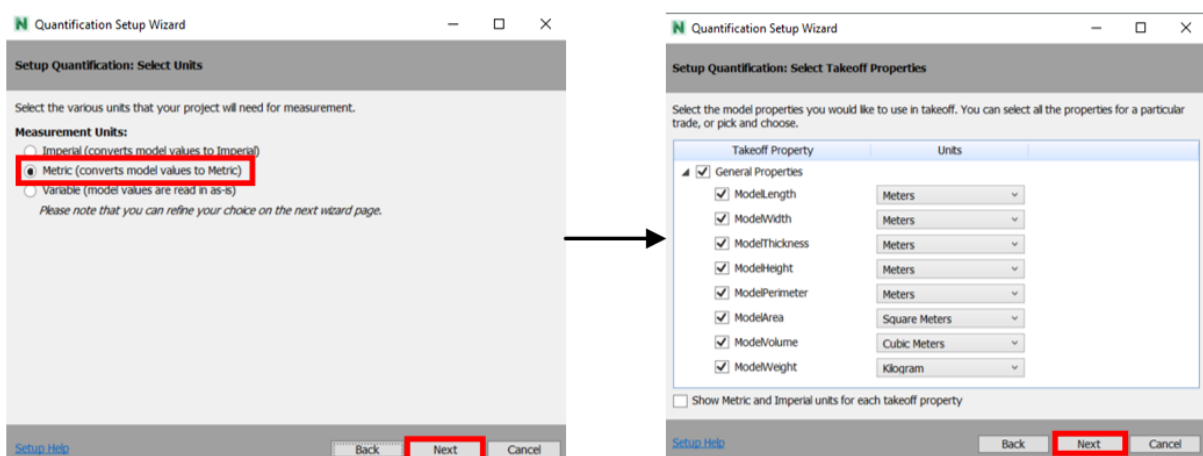 Quantification Setup Wizard
Setup Quantification: Select Units
Select the various units that your project will need for measurement.
Measurement Units:
Imperial (converts model values to Imperial)
Metric (converts model values to Metric)
Variable (model values are read in as-is)
Please note that you can refine your choice on the next wizard page.
Setup Help
Back
Next
Cancel
Quantification Setup Wizard
Setup Quantification: Select Takeoff Properties
Select the model properties you would like to use in takeoff. You can select all the properties for a particular
trade, or pick and choose.
Takeoff Property Units
General Properties
ModelLength Meters
ModelWidth Meters
ModelThickness Meters
ModelHeight Meters
ModelPerimeter Meters
ModelArea Square Meters
ModelVolume Cubic Meters
ModelWeight Kilogram
Show Metric and Imperial units for each takeoff property
Setup Help
Back
Next
Cancel